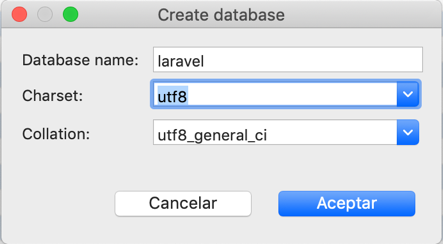 Create database
Database name: laravel
Charset: utf8
Collation: utf8_general_ci
Cancelar Aceptar